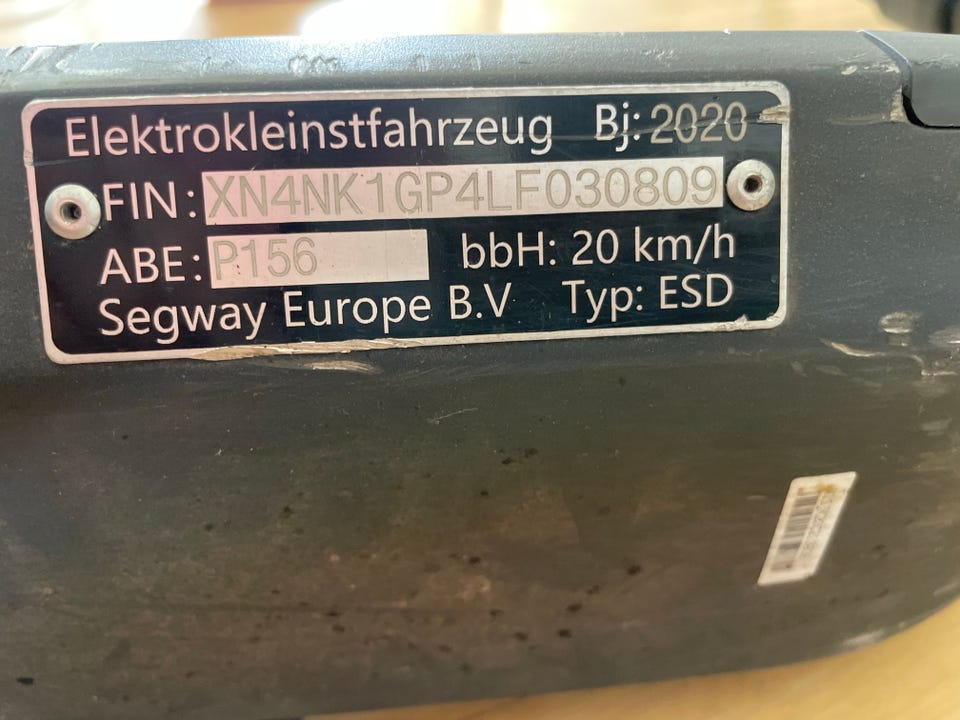 Elektrokleinstfahrzeug Bj: 2020
FIN: XN4NK1GP4LF030809
ABE: P156 bbH: 20 km/h
Segway Europe B.V Typ: ESD